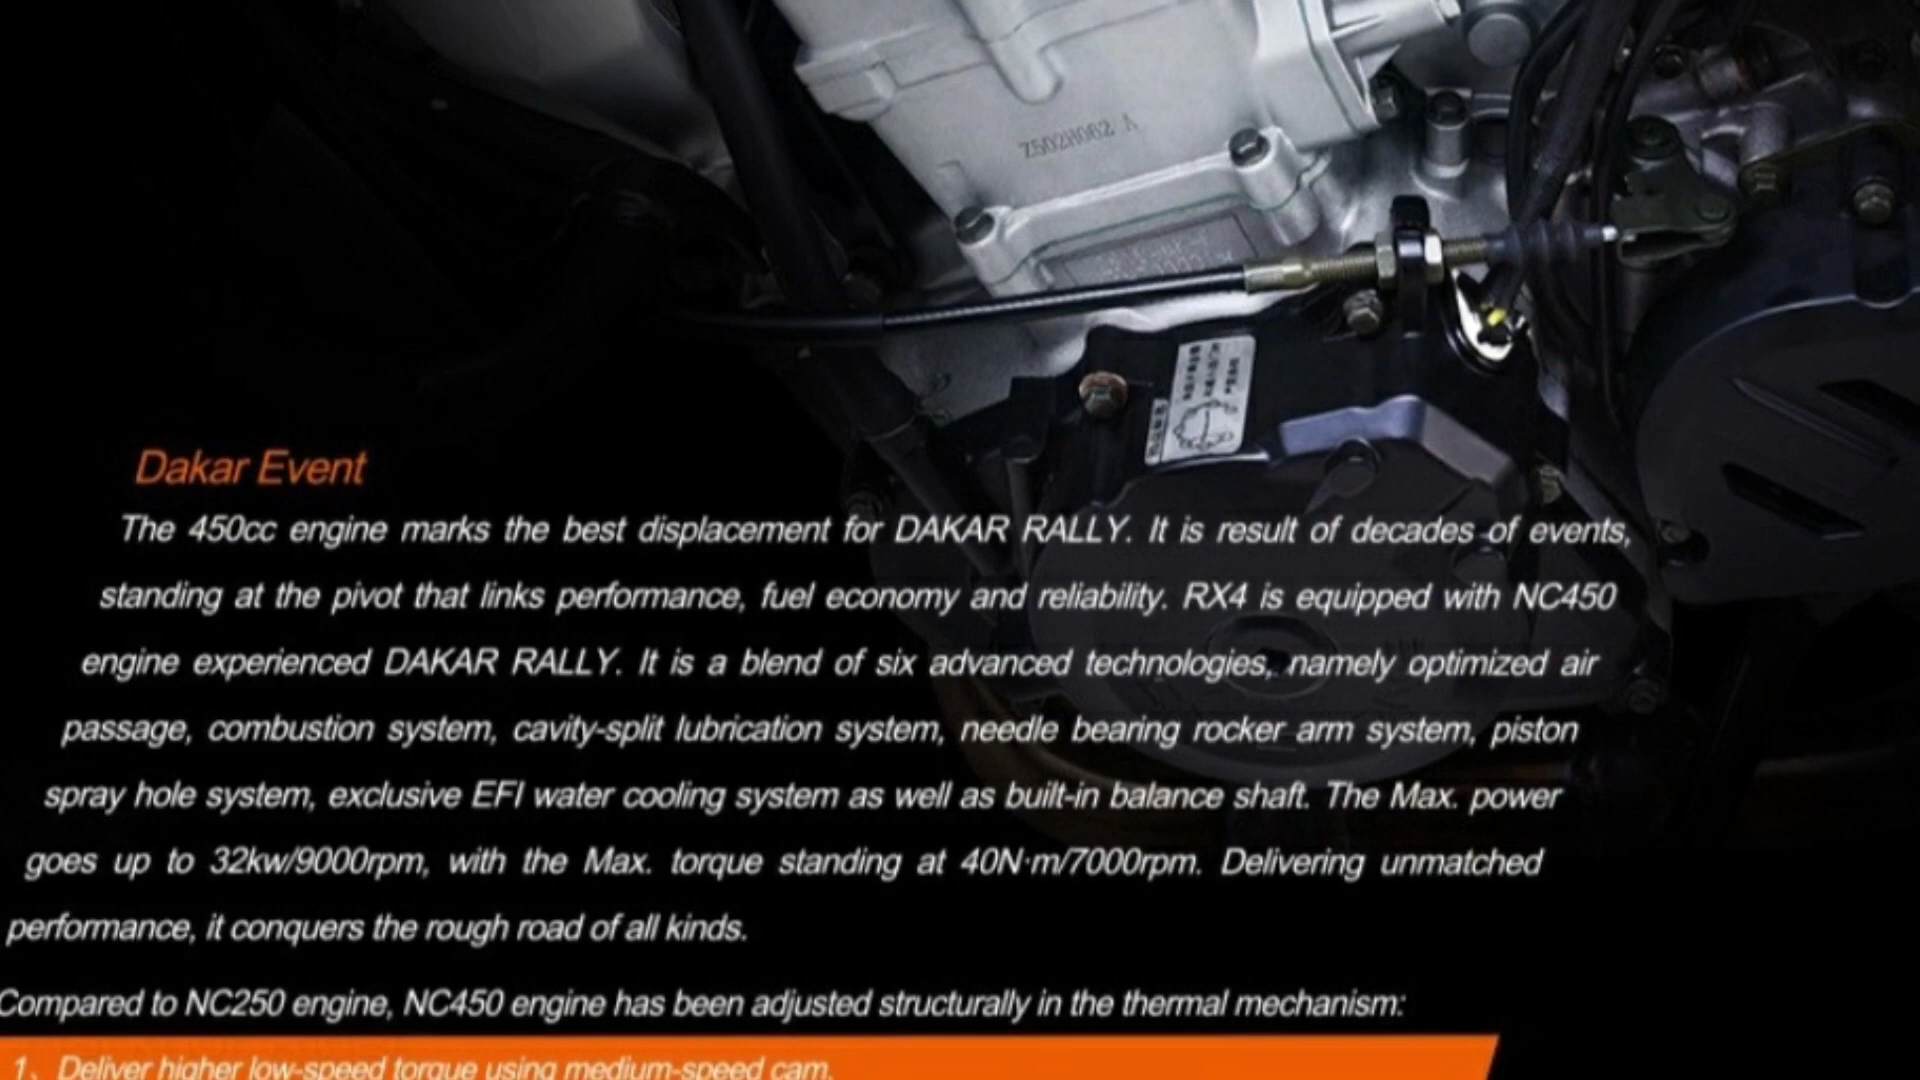 Z502H062 A
Dakar Event
The 450cc engine marks the best displacement for DAKAR RALLY. It is result of decades of events,
standing at the pivot that links performance, fuel economy and reliability. RX4 is equipped with NC450
engine experienced DAKAR RALLY. It is a blend of six advanced technologies, namely optimized air
passage, combustion system, cavity-split lubrication system, needle bearing rocker arm system, piston
spray hole system, exclusive EFI water cooling system as well as built-in balance shaft. The Max. power
goes up to 32kw/9000rpm, with the Max. torque standing at 40N·m/7000rpm. Delivering unmatched
performance, it conquers the rough road of all kinds.
Compared to NC250 engine, NC450 engine has been adjusted structurally in the thermal mechanism:
1、Deliver higher low-speed torque using medium-speed cam.